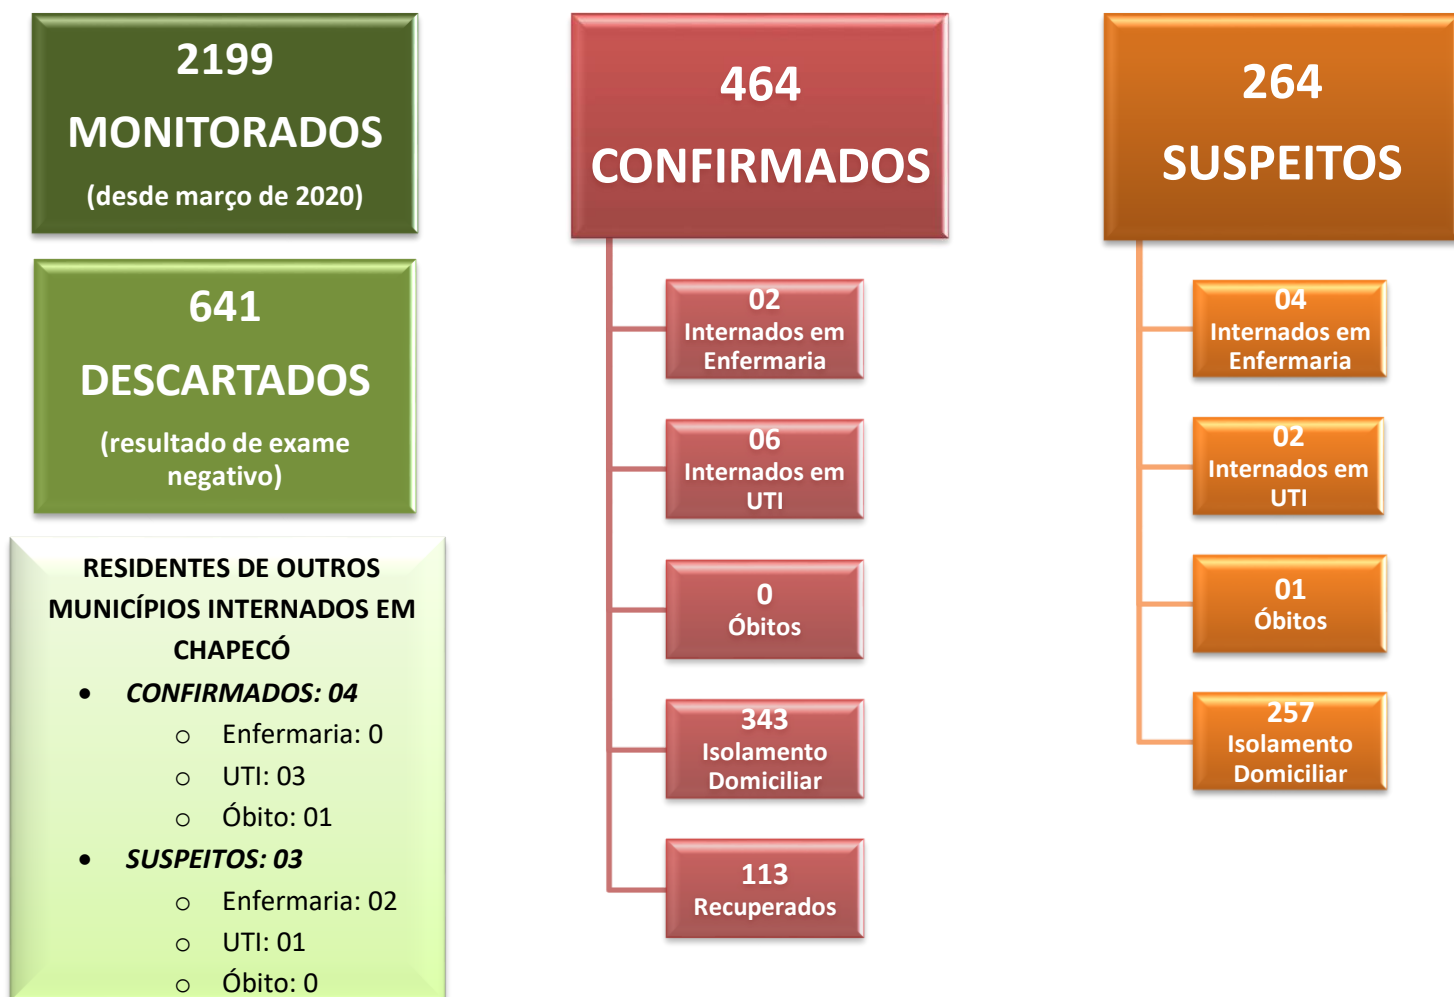 2199
MONITORADOS
(desde março de 2020)
641
DESCARTADOS
(resultado de exame
negativo)
RESIDENTES DE OUTROS
MUNICÍPIOS INTERNADOS EM
CHAPECÓ
• CONFIRMADOS: 04
o Enfermaria: 0
o UTI: 03
o Óbito: 01
• SUSPEITOS: 03
o Enfermaria: 02
o UTI: 01
o Óbito: 0
464
CONFIRMADOS
02
Internados em
Enfermaria
06
Internados em
UTI
0
Óbitos
343
Isolamento
Domiciliar
113
Recuperados
264
SUSPEITOS
04
Internados em
Enfermaria
02
Internados em
UTI
01
Óbitos
257
Isolamento
Domiciliar